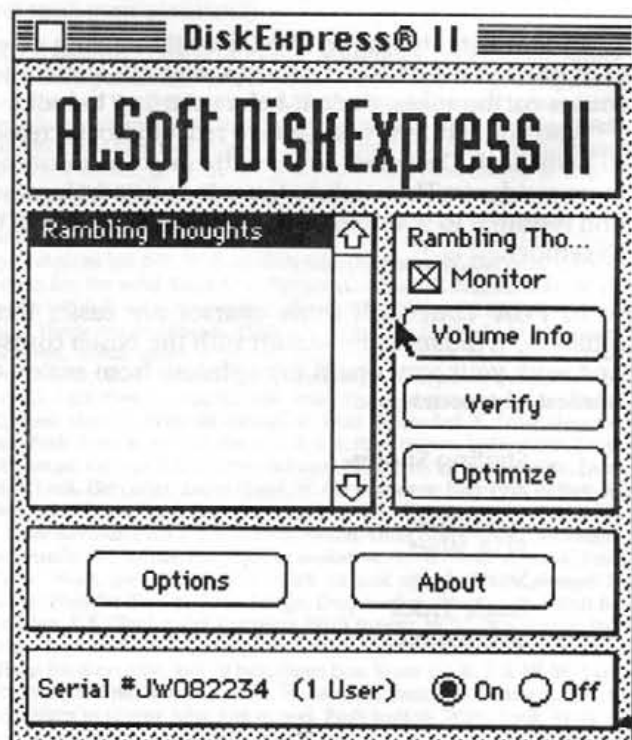 DiskExpress® II
ALSoft DiskExpress II
Rambling Thoughts
Rambling Tho...
Monitor
Volume Info
Verify
Optimize
Options
About
Serial #JW082234 (1 User) On Off